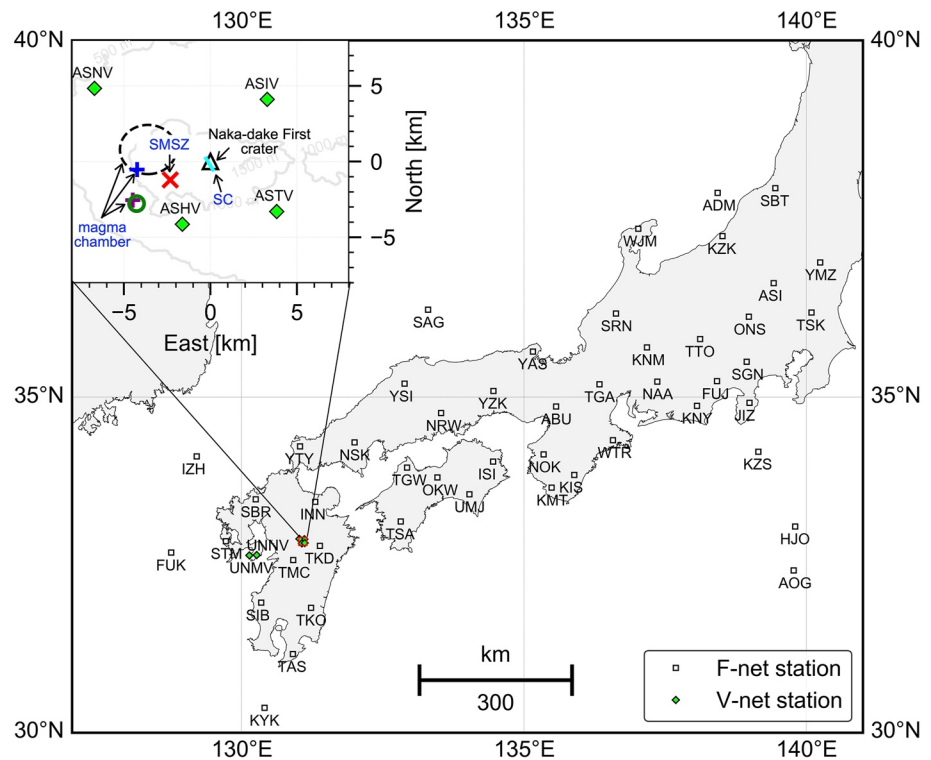 130°E 135°E 140°E
40°N 40°N
500 m
ASNV
ASIV
5
Naka-dake First
crater
SMSZ
0
1000 m
1500 m
North [km]
SC
ASTV
ASHV
magma
chamber
−5
−5 0 5
East [km]
SBT
ADM
WJM
KZK
YMZ
ASI
SAG
SRN
ONS
TSK
TTO
KNM
YAS
SGN
YSI
TGA
NAA
FUJ
35°N 35°N
YZK
ABU
KNY
JIZ
NRW
YTY
NSK
WTR
IZH
NOK
KZS
TGW
ISI
OKW
KIS
KMT
UMJ
SBR
INN
TSA
HJO
UNNV
STM
TKD
FUK
UNMV
TMC
AOG
SIB
TKO
TAS
km
300
F-net station
V-net station
KYK
30°N 30°N
130°E 135°E 140°E